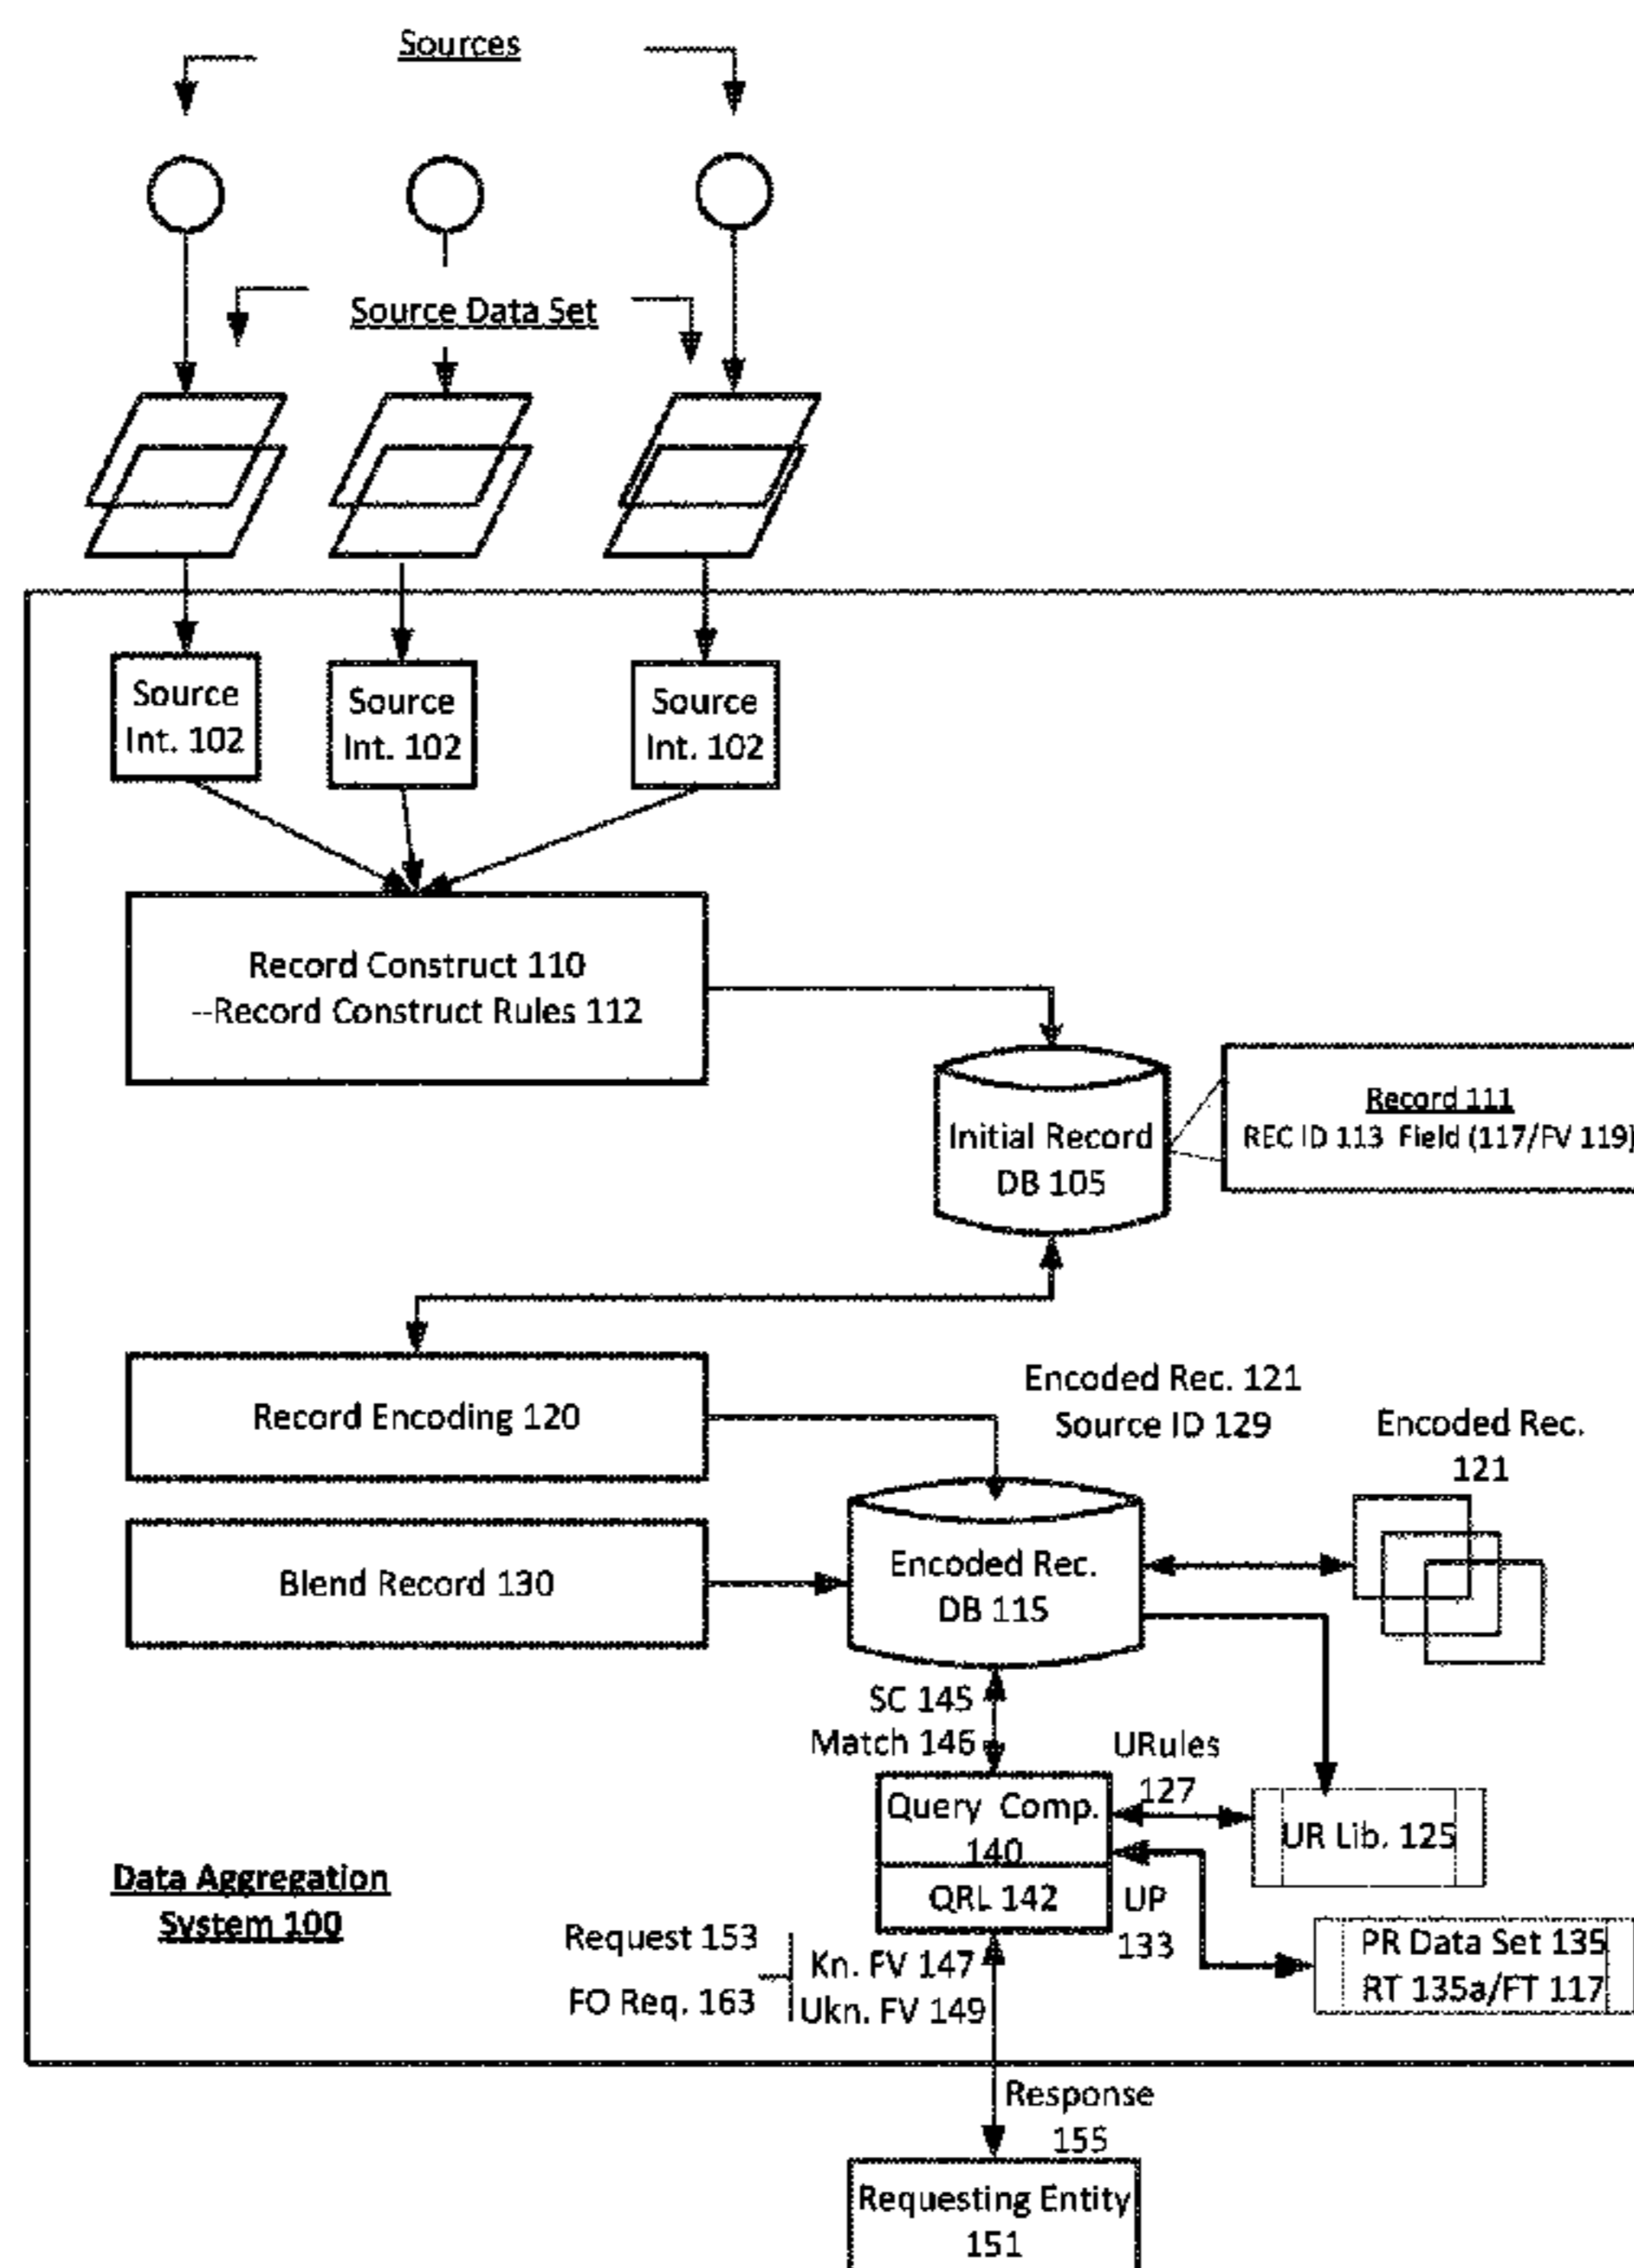 Sources
Source Data Set
Source
Int. 102
Source
Int. 102
Source
Int. 102
Record Construct 110
--Record Construct Rules 112
Initial Record
DB 105
Record 111
REC ID 113 Field (117/FV 119)
Record Encoding 120
Encoded Rec. 121
Source ID 129
Encoded Rec.
121
Blend Record 130
Encoded Rec.
DB 115
SC 145
Match 146
URules
127
Query Comp.
140
UR Lib. 125
QRL 142
UP
133
Data Aggregation
System 100
Request 153
FO Req. 163
Kn. FV 147
Ukn. FV 149
PR Data Set 135
RT 135a/FT 117
Response
155
Requesting Entity
151